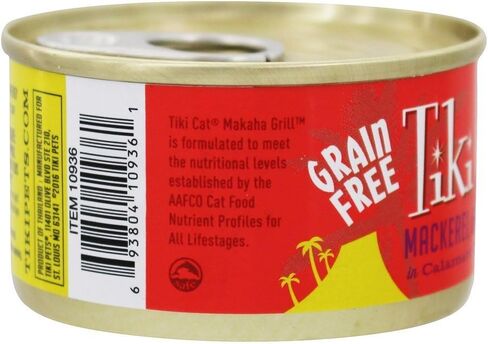 TIKIPETS.COM
PRODUCT OF THAILAND - MANUFACTURED FOR
TIKI PETS® 11401 OLIVE BLVD STE 210,
ST. LOUIS MO 63141 ©2016 TIKI PETS
ITEM 10936
6 93804 10936 1
Tiki Cat® Makaha Grill™
is formulated to meet
the nutritional levels
established by the
AAFCO Cat Food
Nutrient Profiles for
All Lifestages.
GRAIN
FREE
Tiki
MACKEREL
in Calamari